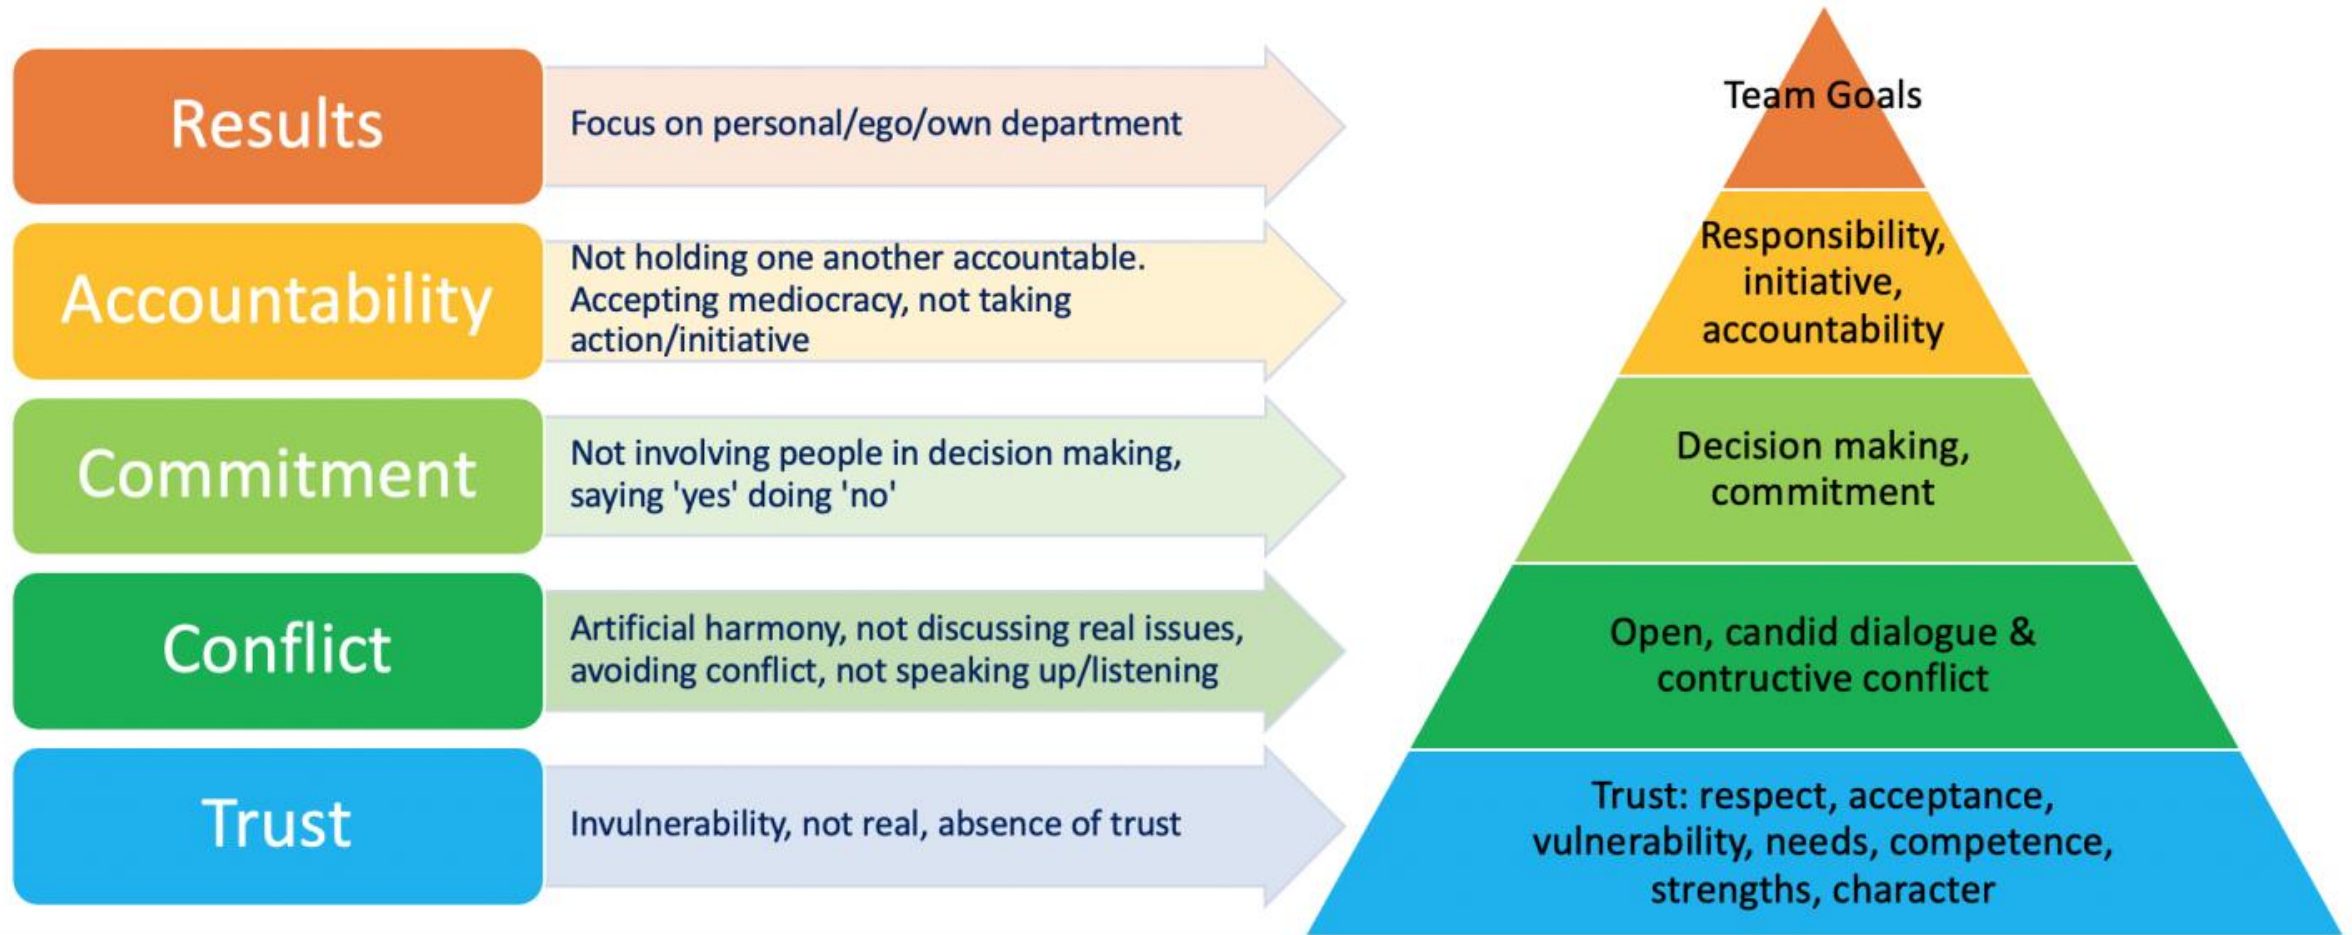 Results
Focus on personal/ego/own department
Team Goals
Accountability
Not holding one another accountable.
Accepting mediocracy, not taking
action/initiative
Responsibility,
initiative,
accountability
Commitment
Not involving people in decision making,
saying 'yes' doing 'no'
Decision making,
commitment
Conflict
Artificial harmony, not discussing real issues,
avoiding conflict, not speaking up/listening
Open, candid dialogue &
contructive conflict
Trust
Invulnerability, not real, absence of trust
Trust: respect, acceptance,
vulnerability, needs, competence,
strengths, character